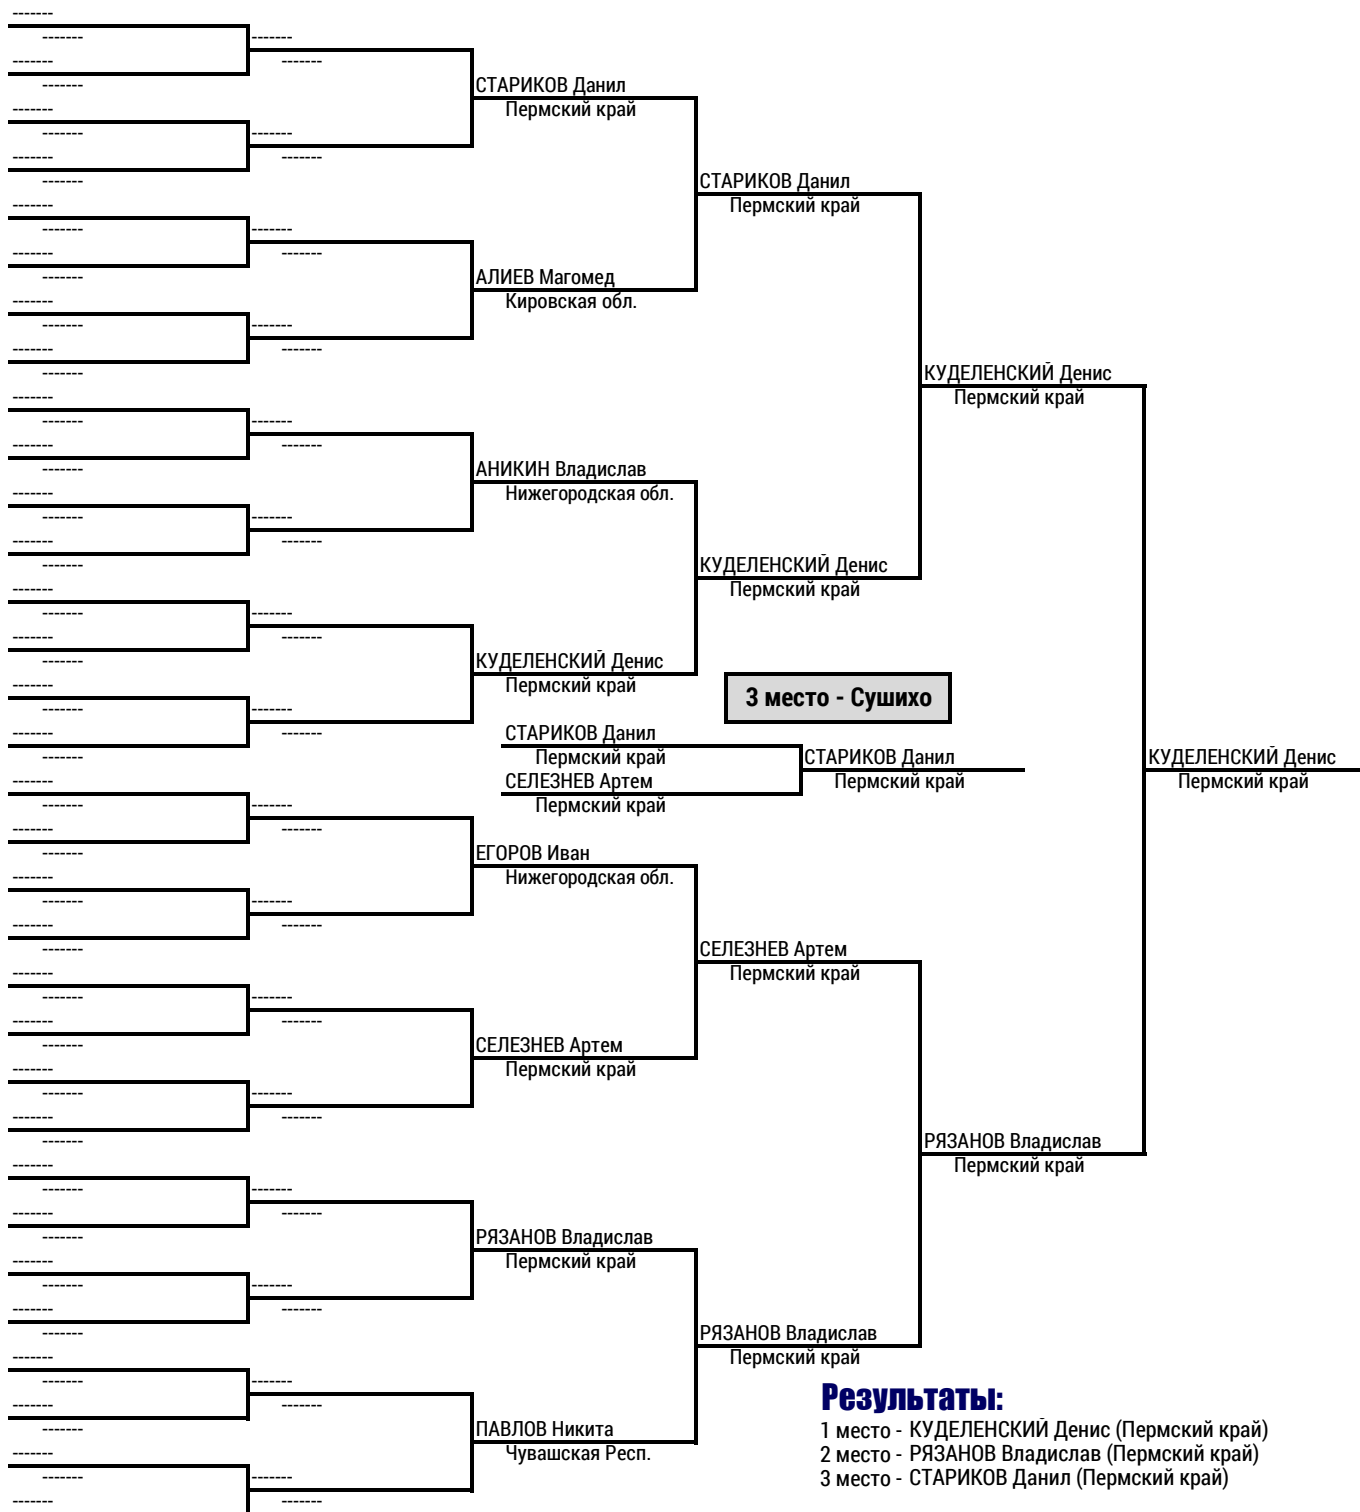 СТАРИКОВ Данил
Пермский край
АЛИЕВ Магомед
Кировская обл.
АНИКИН Владислав
Нижегородская обл.
КУДЕЛЕНСКИЙ Денис
Пермский край
ЕГОРОВ Иван
Нижегородская обл.
СЕЛЕЗНЕВ Артем
Пермский край
РЯЗАНОВ Владислав
Пермский край
ПАВЛОВ Никита
Чувашская Респ.
СТАРИКОВ Данил
Пермский край
КУДЕЛЕНСКИЙ Денис
Пермский край
СЕЛЕЗНЕВ Артем
Пермский край
РЯЗАНОВ Владислав
Пермский край
КУДЕЛЕНСКИЙ Денис
Пермский край
РЯЗАНОВ Владислав
Пермский край
КУДЕЛЕНСКИЙ Денис
Пермский край
3 место - Сушихо
СТАРИКОВ Данил
Пермский край
СЕЛЕЗНЕВ Артем
Пермский край
СТАРИКОВ Данил
Пермский край
Результаты:
1 место - КУДЕЛЕНСКИЙ Денис (Пермский край)
2 место - РЯЗАНОВ Владислав (Пермский край)
3 место - СТАРИКОВ Данил (Пермский край)